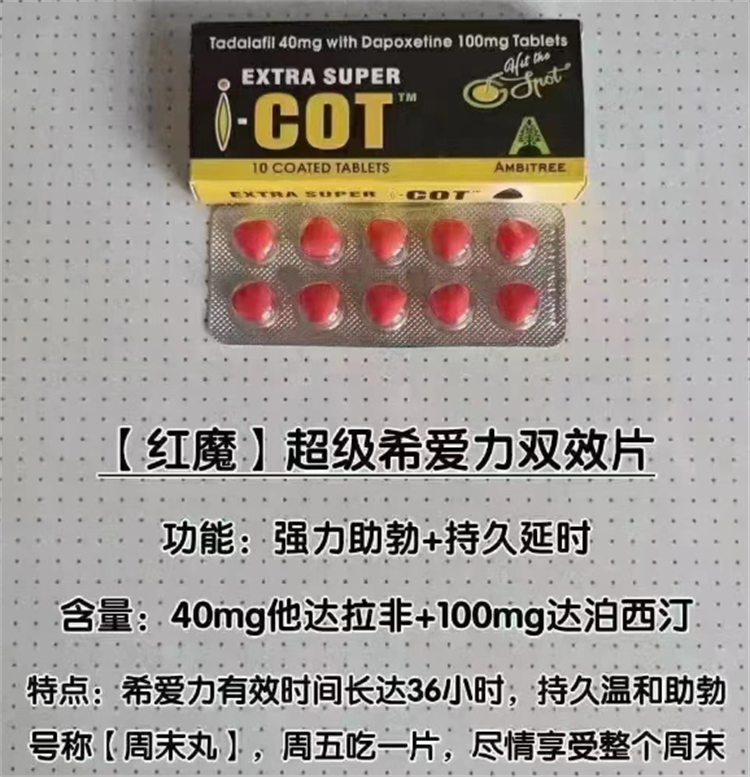 Tadalafil 40mg with Dapoxetine 100mg Tablets
Hit the
Spot
EXTRA SUPER
i-COT™
10 COATED TABLETS
AMBITREE
EXTRA SUPER i-COT
【红魔】超级希爱力双效片
功能：强力助勃+持久延时
含量：40mg他达拉非+100mg达泊西汀
特点：希爱力有效时间长达36小时，持久温和助勃
号称【周末丸】，周五吃一片，尽情享受整个周末